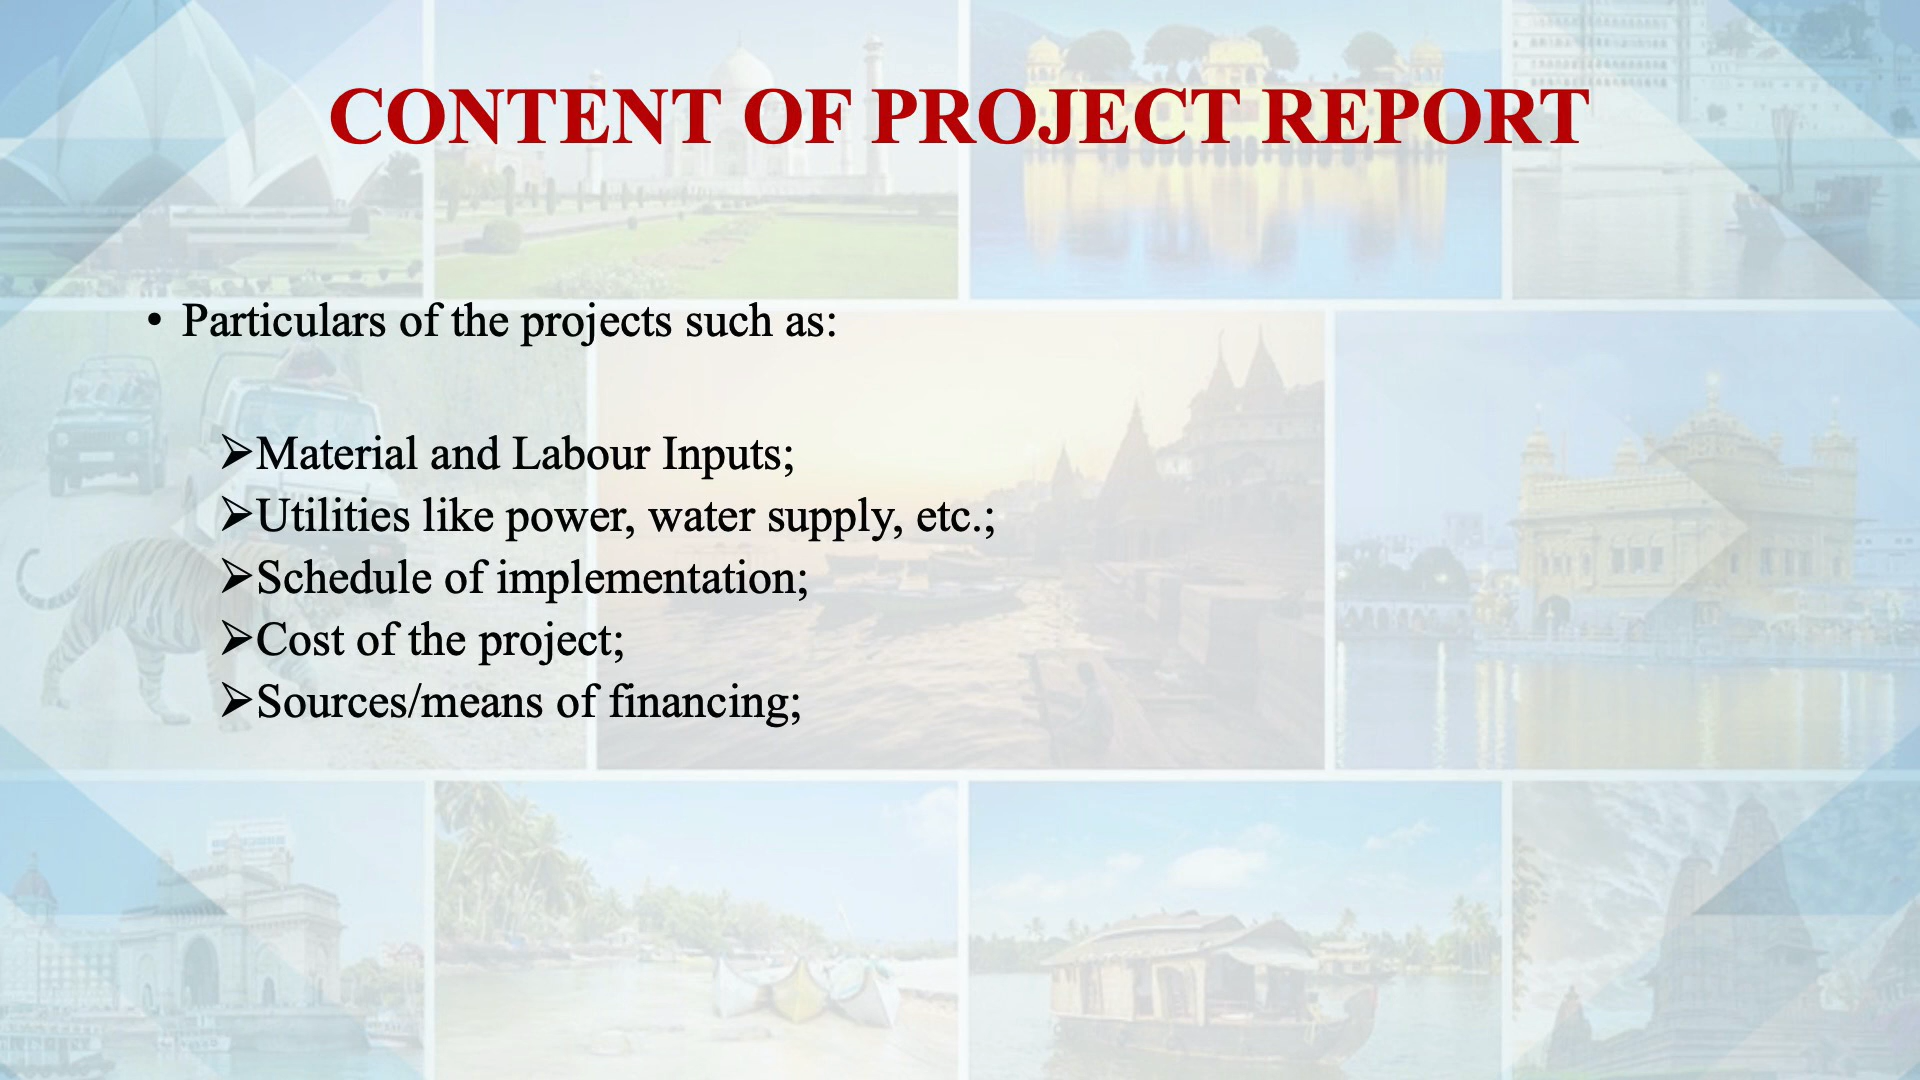 CONTENT OF PROJECT REPORT
• Particulars of the projects such as:
➢Material and Labour Inputs;
➢Utilities like power, water supply, etc.;
➢Schedule of implementation;
➢Cost of the project;
➢Sources/means of financing;